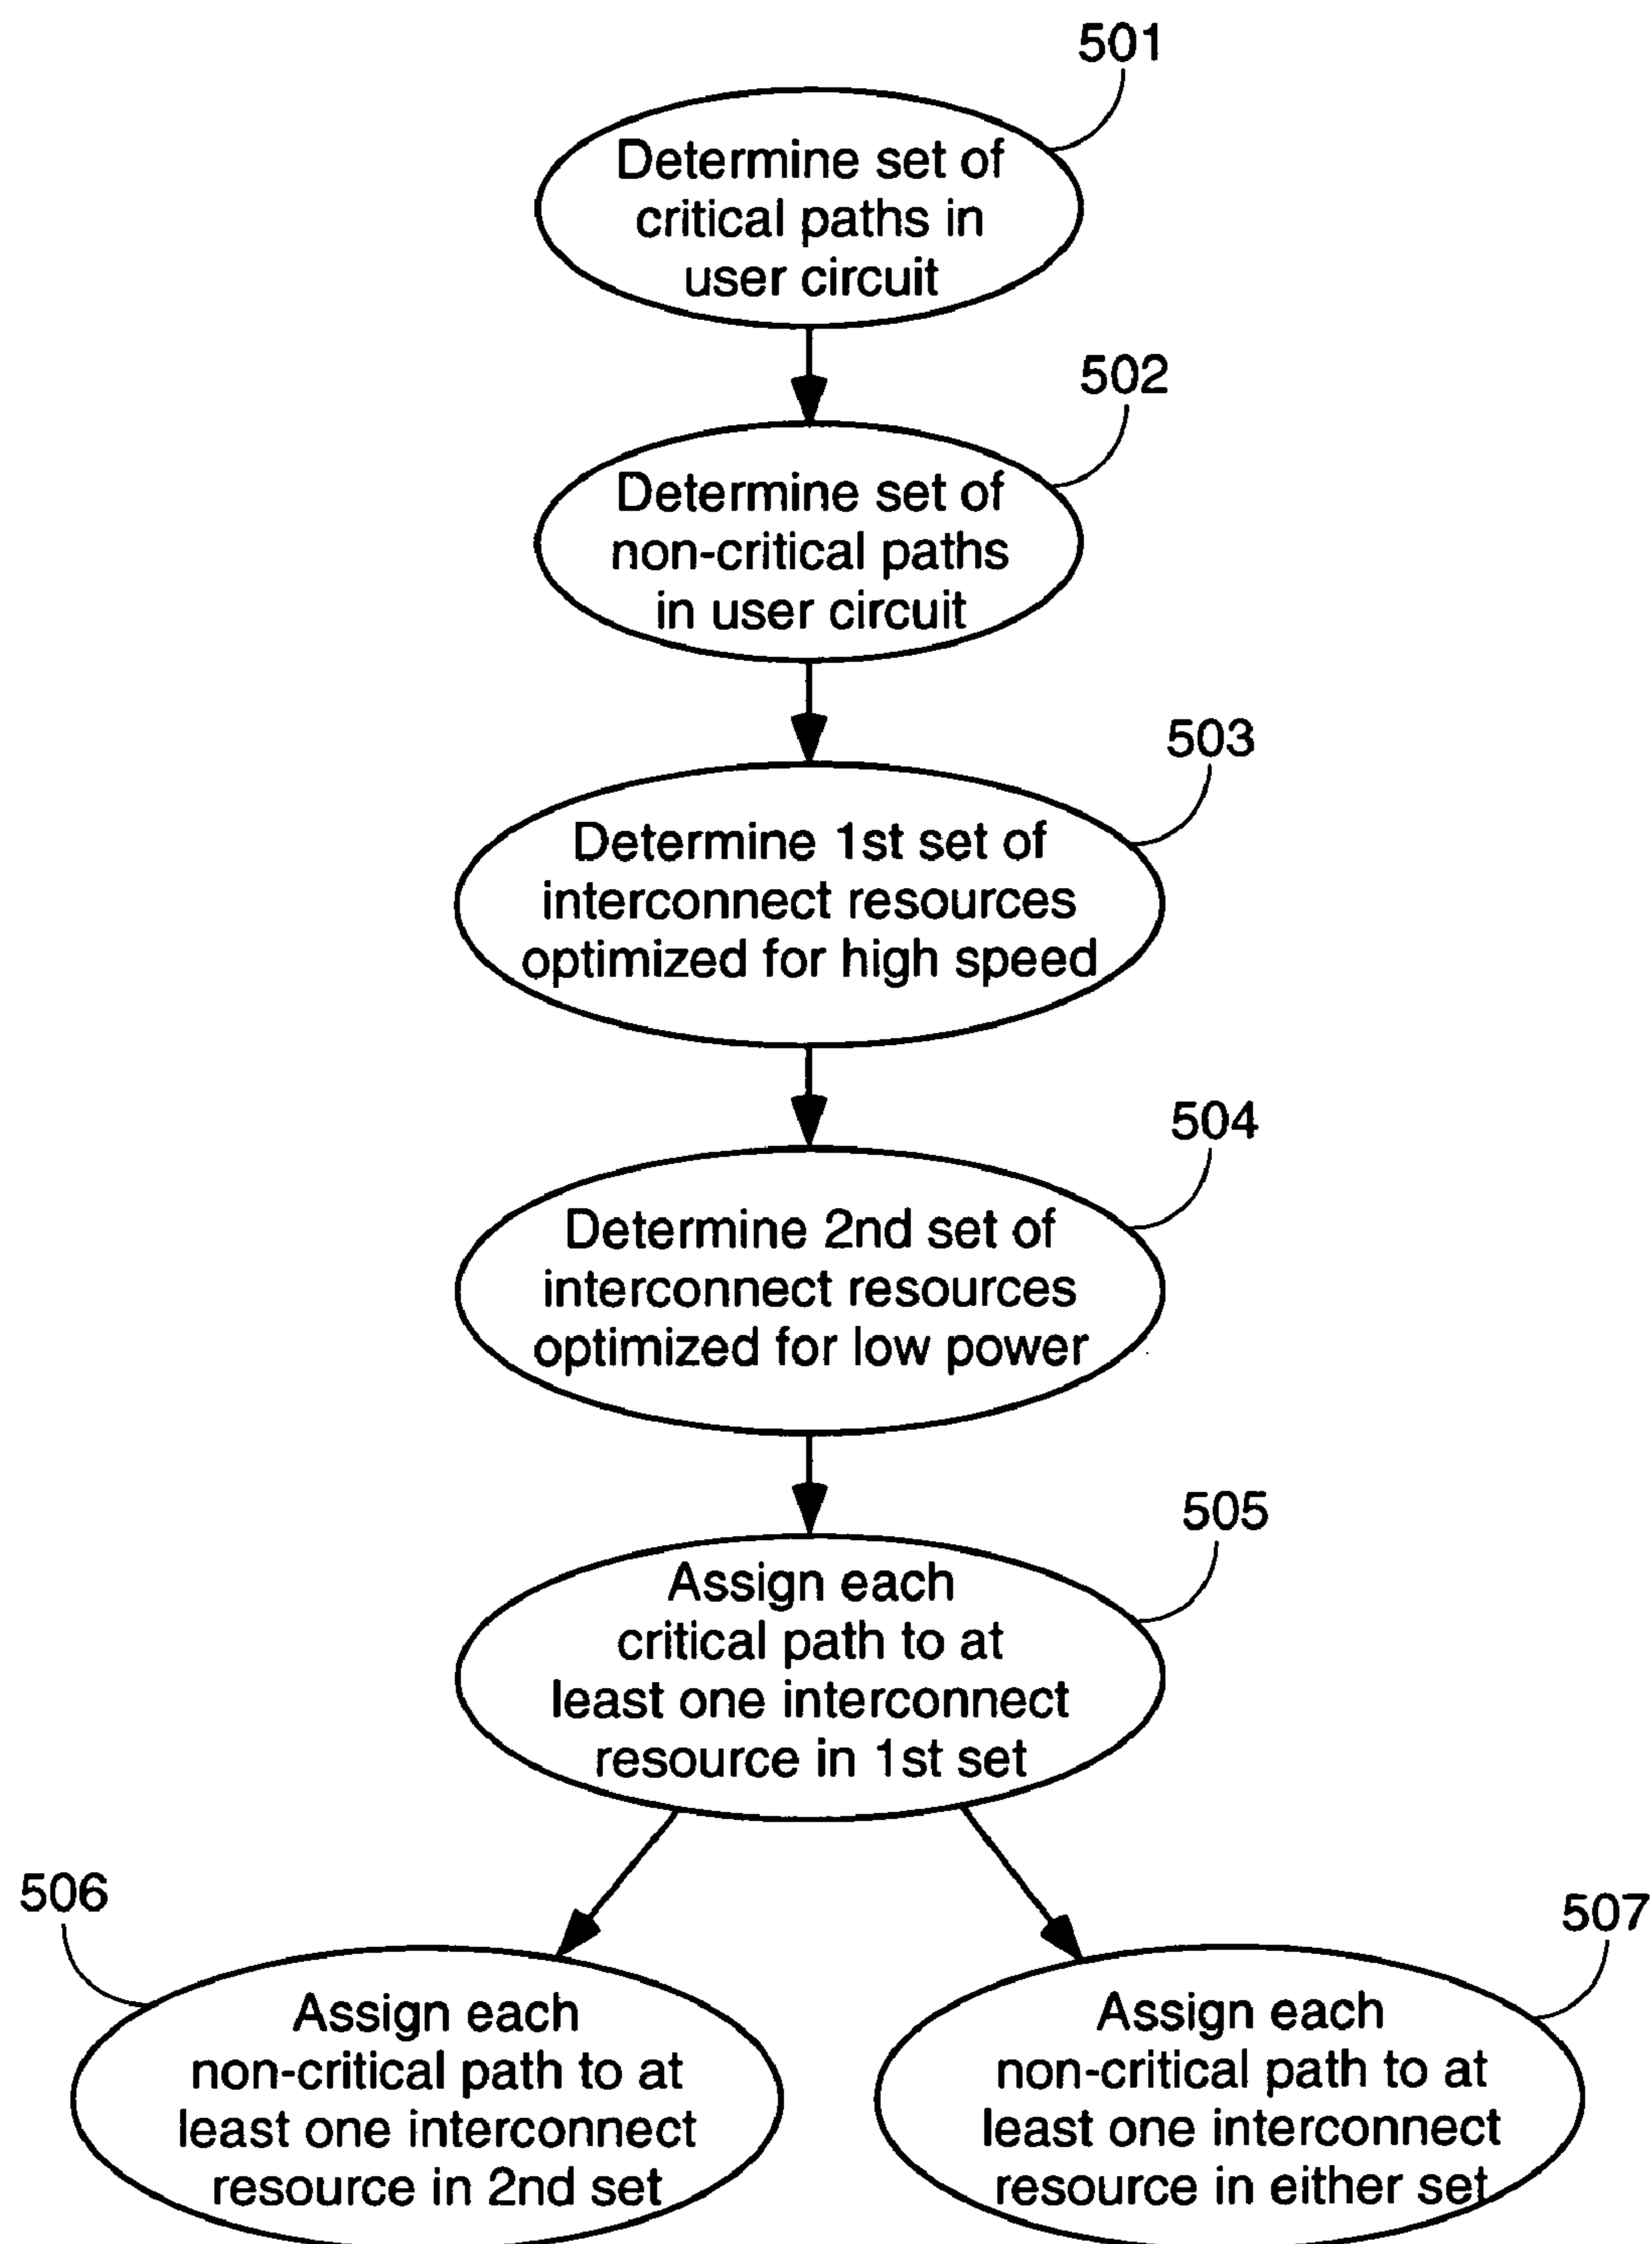 501
Determine set of
critical paths in
user circuit
502
Determine set of
non-critical paths
in user circuit
503
Determine 1st set of
interconnect resources
optimized for high speed
504
Determine 2nd set of
interconnect resources
optimized for low power
505
Assign each
critical path to at
least one interconnect
resource in 1st set
506
Assign each
non-critical path to at
least one interconnect
resource in 2nd set
507
Assign each
non-critical path to at
least one interconnect
resource in either set